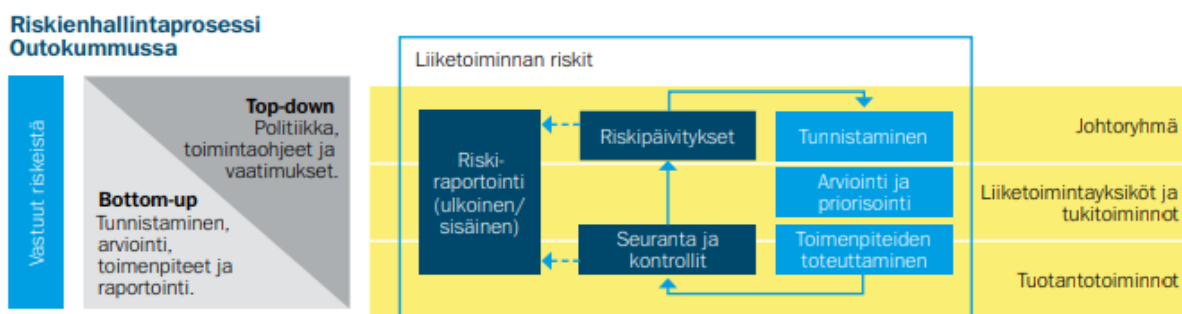 Riskienhallintaprosessi
Outokummussa
Vastuut riskeistä
Top-down
Politiikka,
toimintaohjeet ja
vaatimukset.
Bottom-up
Tunnistaminen,
arviointi,
toimenpiteet ja
raportointi.
Liiketoiminnan riskit
Riski-
raportointi
(ulkoinen/
sisäinen)
Riskipäivitykset
Seuranta ja
kontrollit
Tunnistaminen
Arviointi ja
priorisointi
Toimenpiteiden
toteuttaminen
Johtoryhmä
Liiketoimintayksiköt ja
tukitoiminnot
Tuotantotoiminnot